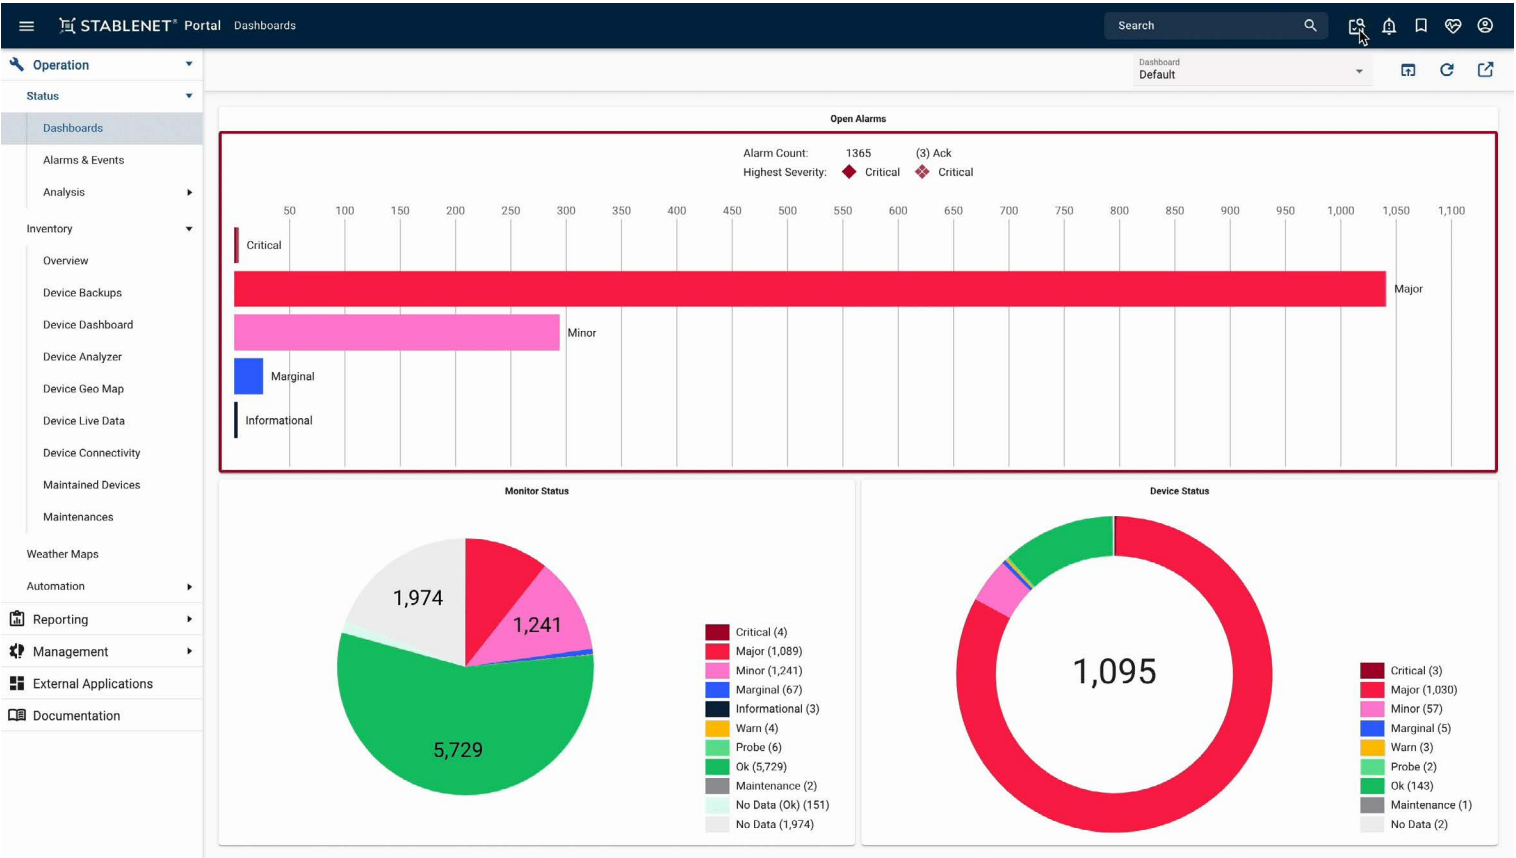 STABLENET® Portal Dashboards
Search
Operation
Status
Dashboards
Alarms & Events
Analysis
Inventory
Overview
Device Backups
Device Dashboard
Device Analyzer
Device Geo Map
Device Live Data
Device Connectivity
Maintained Devices
Maintenances
Weather Maps
Automation
Reporting
Management
External Applications
Documentation
Dashboard
Default
Open Alarms
Alarm Count: 1365 (3) Ack
Highest Severity: Critical Critical
50 100 150 200 250 300 350 400 450 500 550 600 650 700 750 800 850 900 950 1,000 1,050 1,100
Critical
Major
Minor
Marginal
Informational
Monitor Status
1,974
1,241
5,729
Critical (4)
Major (1,089)
Minor (1,241)
Marginal (67)
Informational (3)
Warn (4)
Probe (6)
Ok (5,729)
Maintenance (2)
No Data (Ok) (151)
No Data (1,974)
Device Status
1,095
Critical (3)
Major (1,030)
Minor (57)
Marginal (5)
Warn (3)
Probe (2)
Ok (143)
Maintenance (1)
No Data (2)